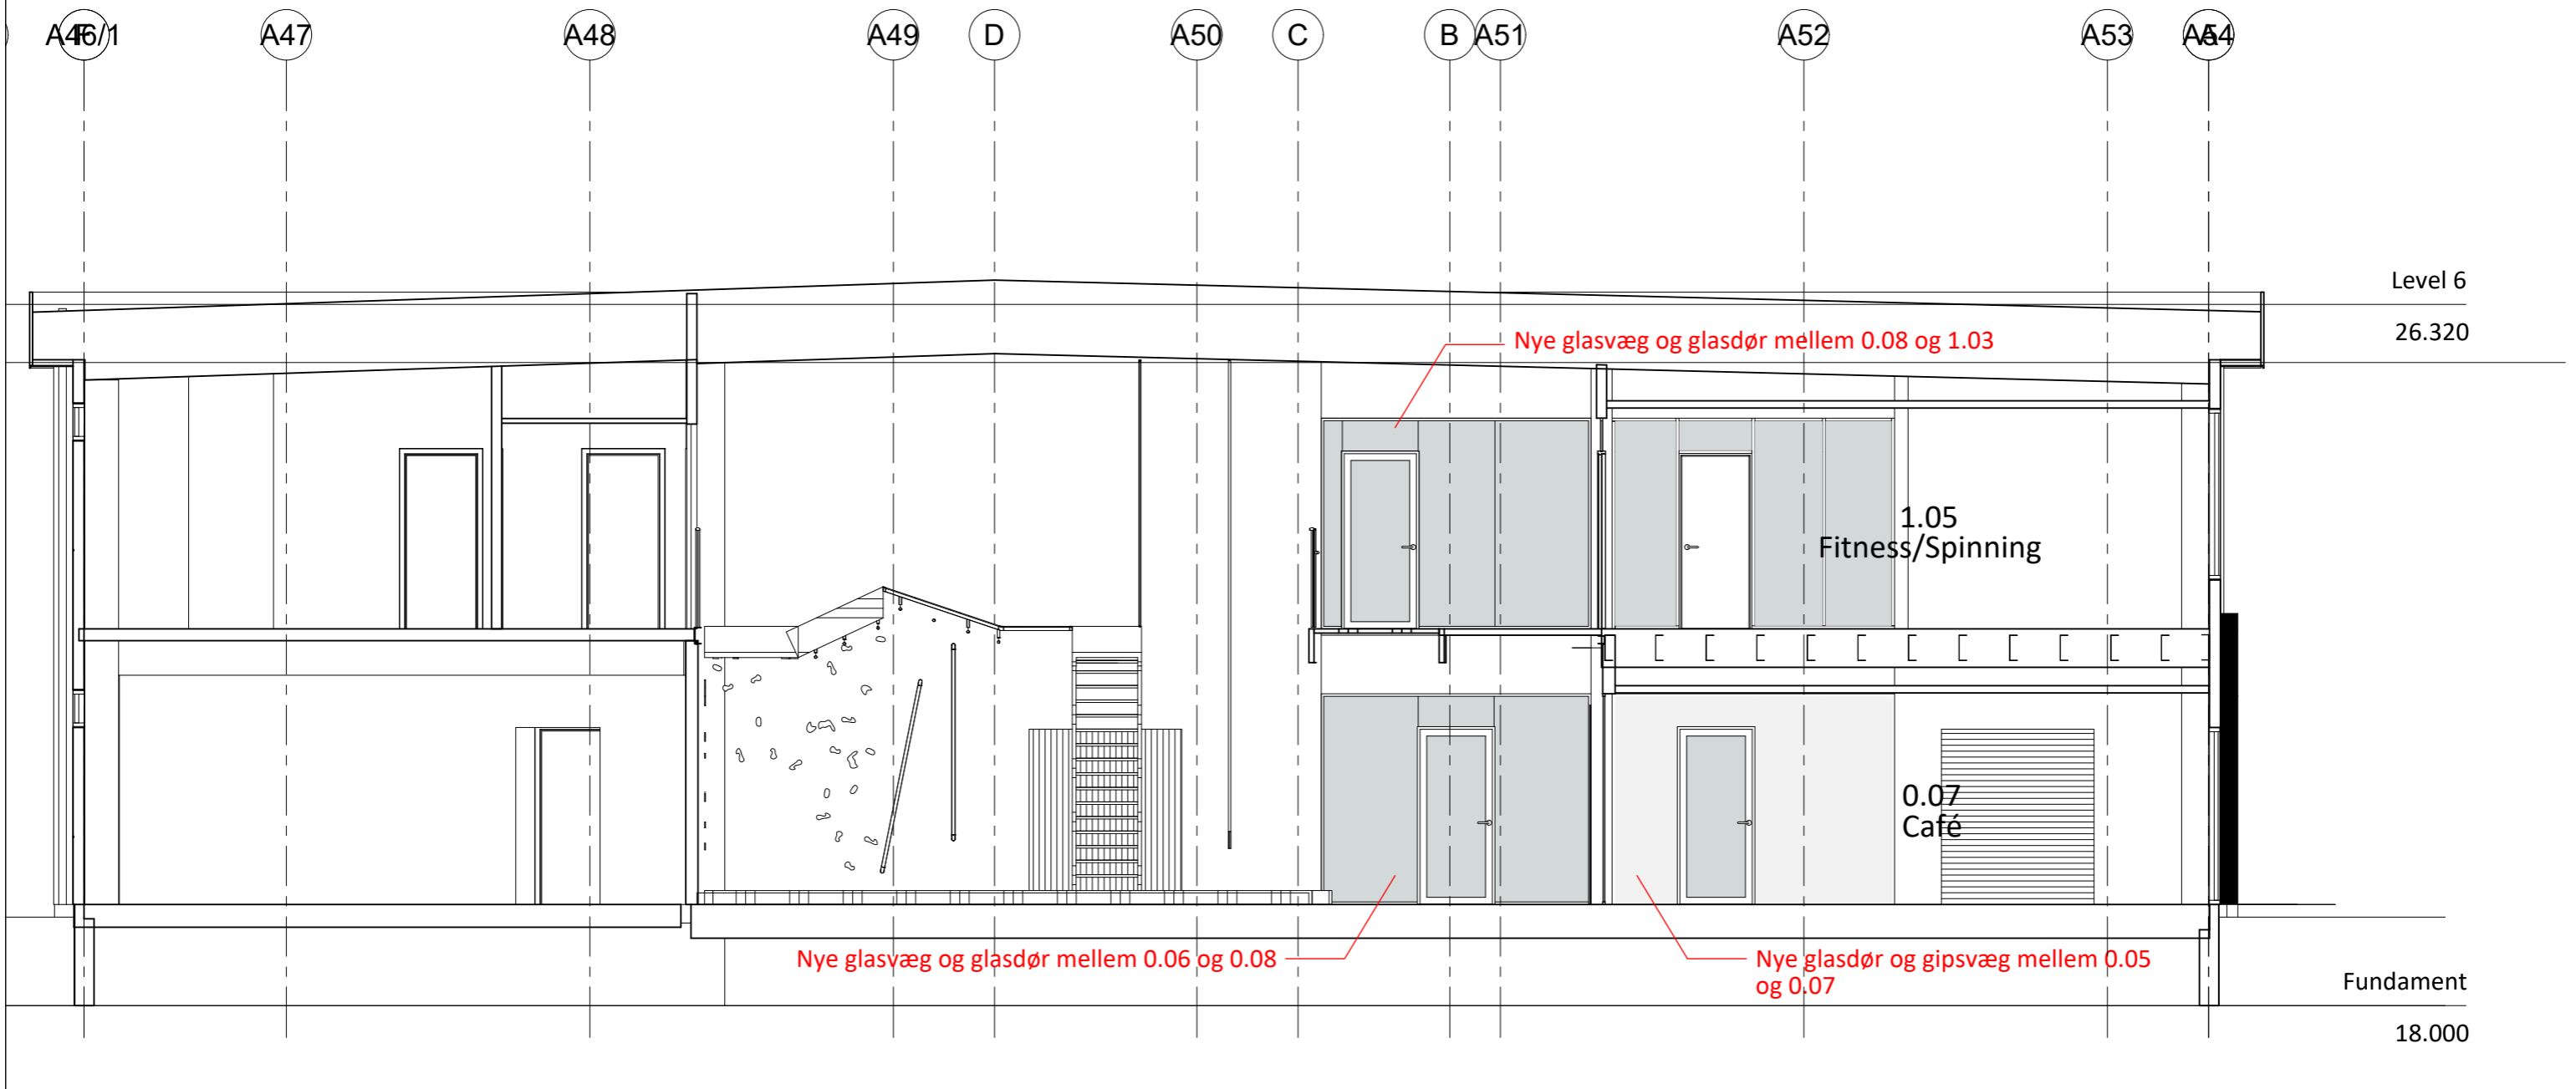 A46/1
F
A47
A48
A49
D
A50
C
B
A51
A52
A53
A54
A
Level 6
26.320
Nye glasvæg og glasdør mellem 0.08 og 1.03
1.05
Fitness/Spinning
0.07
Café
Nye glasvæg og glasdør mellem 0.06 og 0.08
Nye glasdør og gipsvæg mellem 0.05
og 0.07
Fundament
18.000